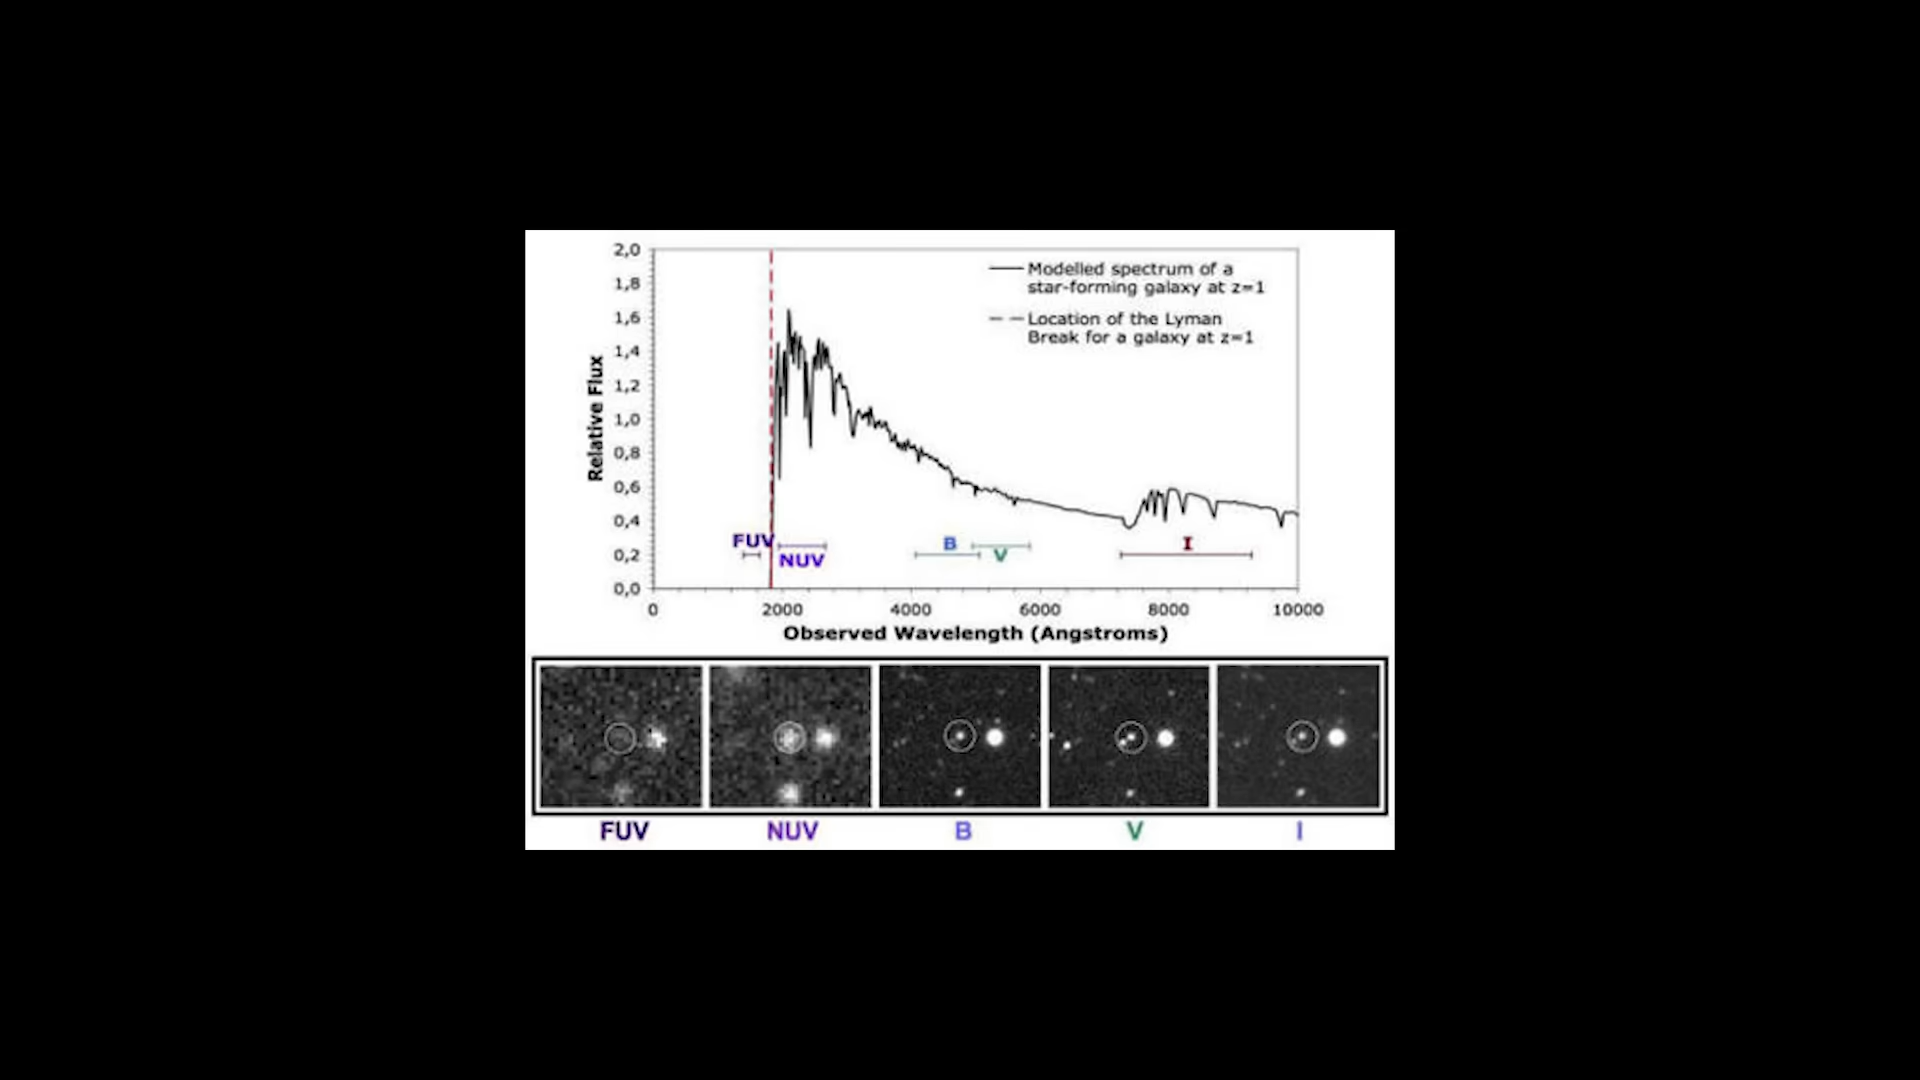 2,0
1,8
1,6
1,4
1,2
1,0
0,8
0,6
0,4
0,2
0,0
Relative Flux
Modelled spectrum of a
star-forming galaxy at z=1
Location of the Lyman
Break for a galaxy at z=1
FUV
NUV
B
V
I
0 2000 4000 6000 8000 10000
Observed Wavelength (Angstroms)
FUV NUV B V I